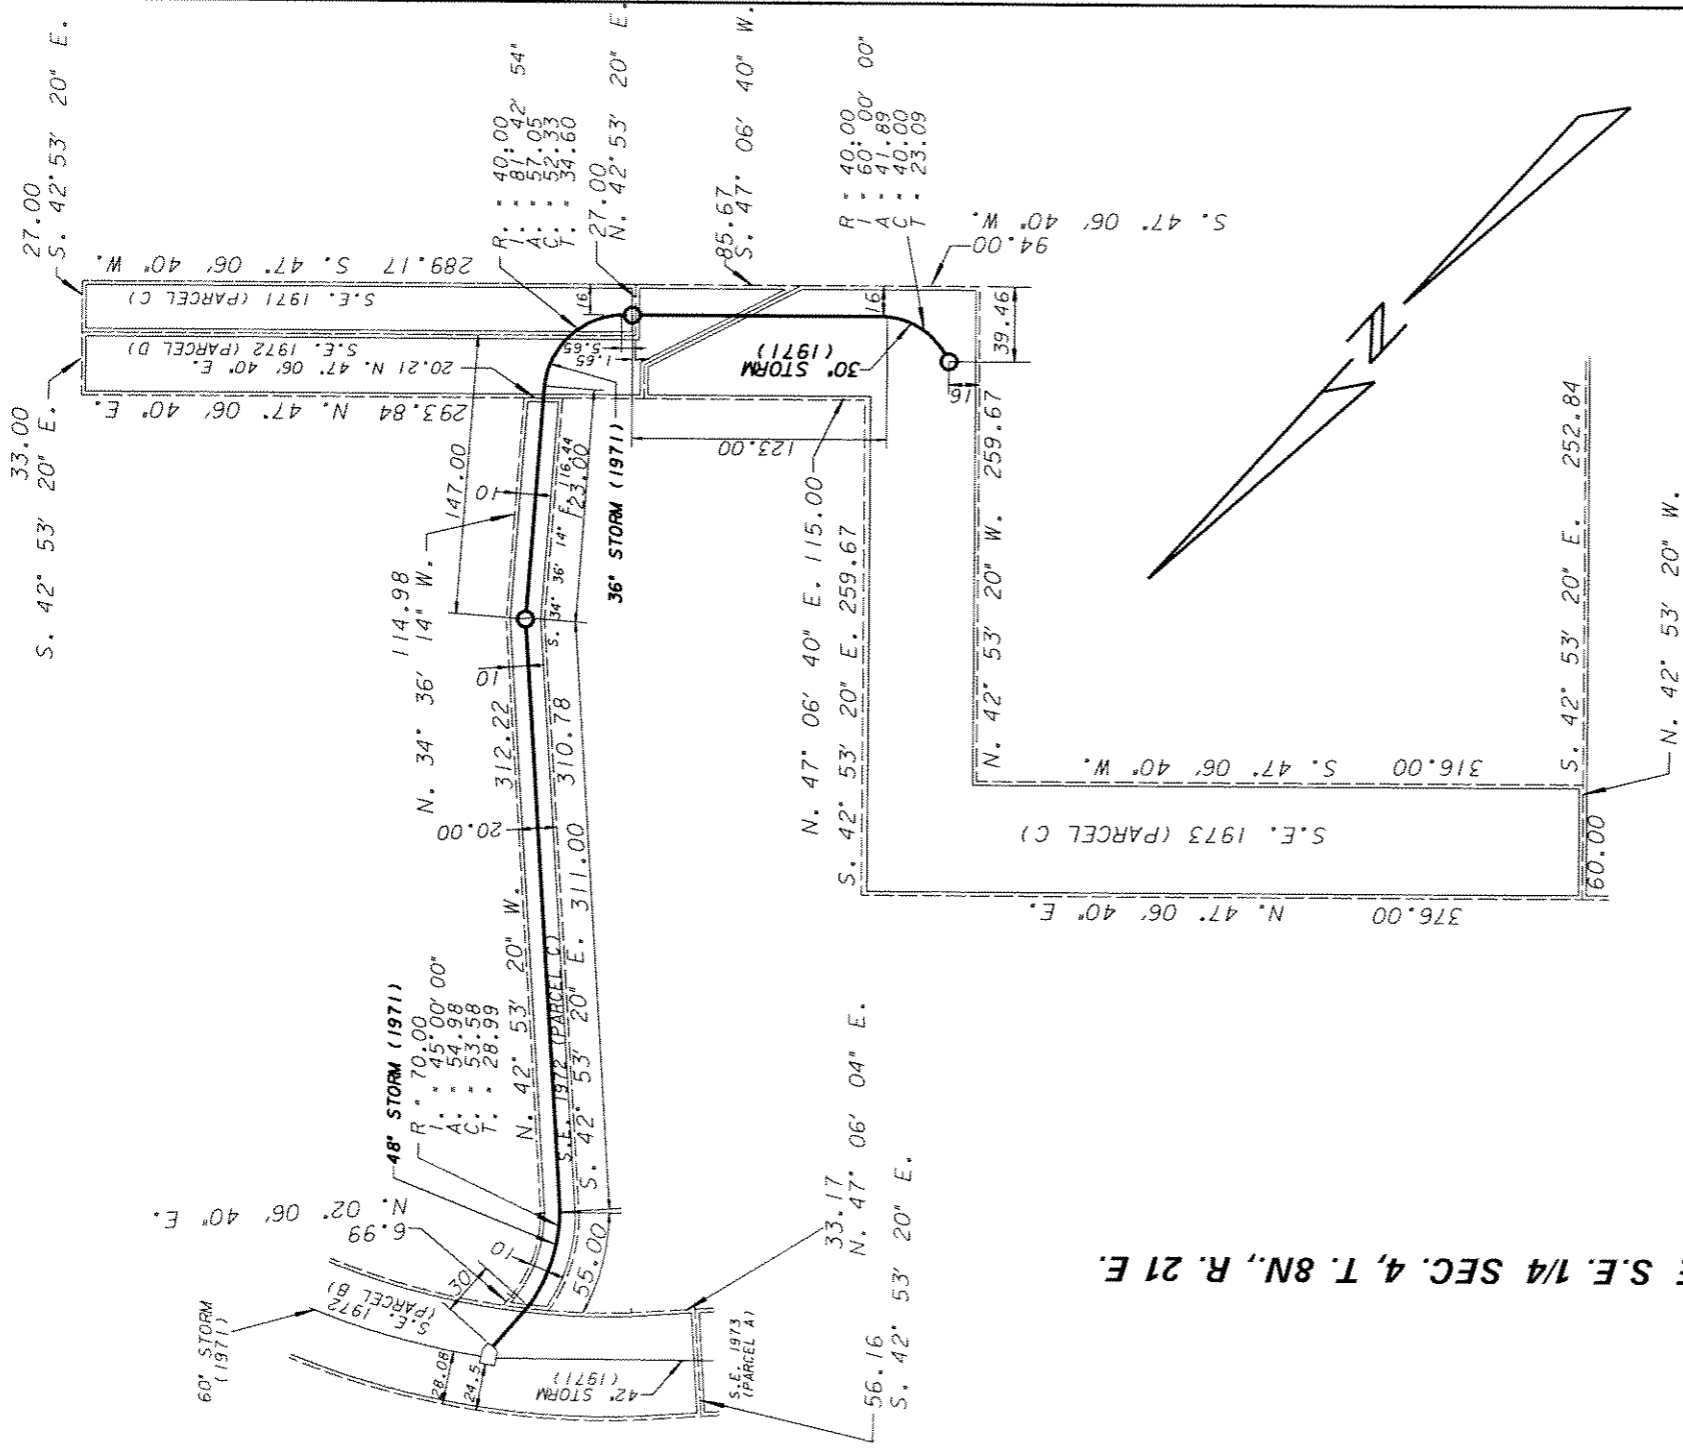 27.00
S. 42° 53' 20" E.
33.00
S. 42° 53' 20" E.
289.17 S. 47° 06' 40" W.
S.E. 1971 (PARCEL C)
S.E. 1972 (PARCEL D)
20.21 N. 47° 06' 40" E.
293.84 N. 47° 06' 40" E.
R. = 40.00
I. = 81° 42' 54"
A. = 57.05
C. = 52.33
T. = 34.60
27.00
N. 42° 53' 20" E.
85.67
S. 47° 06' 40" W.
R = 40.00
I = 60° 00' 00"
A = 41.89
C = 40.00
T = 23.09
94.00
S. 47° 06' 40" W.
16
5.65
1.65
16
39.46
16
30" STORM
(1971)
123.00
147.00
10
S. 34° 36' 14" E. 116.44
123.00
36" STORM (1971)
114.98
N. 34° 36' 14" W.
10
312.22
N. 42° 53' 20" W.
20.00
310.78
S. 42° 53' 20" E. 311.00
S.E. 1972 (PARCEL C)
N. 47° 06' 40" E. 115.00
S. 42° 53' 20" E. 259.67
N. 42° 53' 20" W. 259.67
316.00 S. 47° 06' 40" W.
S.E. 1973 (PARCEL C)
376.00 N. 47° 06' 40" E.
S. 42° 53' 20" E. 252.84
60.00
N. 42° 53' 20" W.
N
48" STORM (1971)
R = 70.00
I. = 45° 00' 00"
A. = 54.98
C. = 53.58
T. = 28.99
6.99
N. 02° 06' 40" E.
10
30
55.00
S.E.
1972
(PARCEL B)
60" STORM
(1971)
28.08
24.5
42" STORM
(1971)
S.E. 1973
(PARCEL A)
33.17
N. 47° 06' 04" E.
56.16
S. 42° 53' 20" E.
E S.E. 1/4 SEC. 4, T. 8N., R. 21 E.